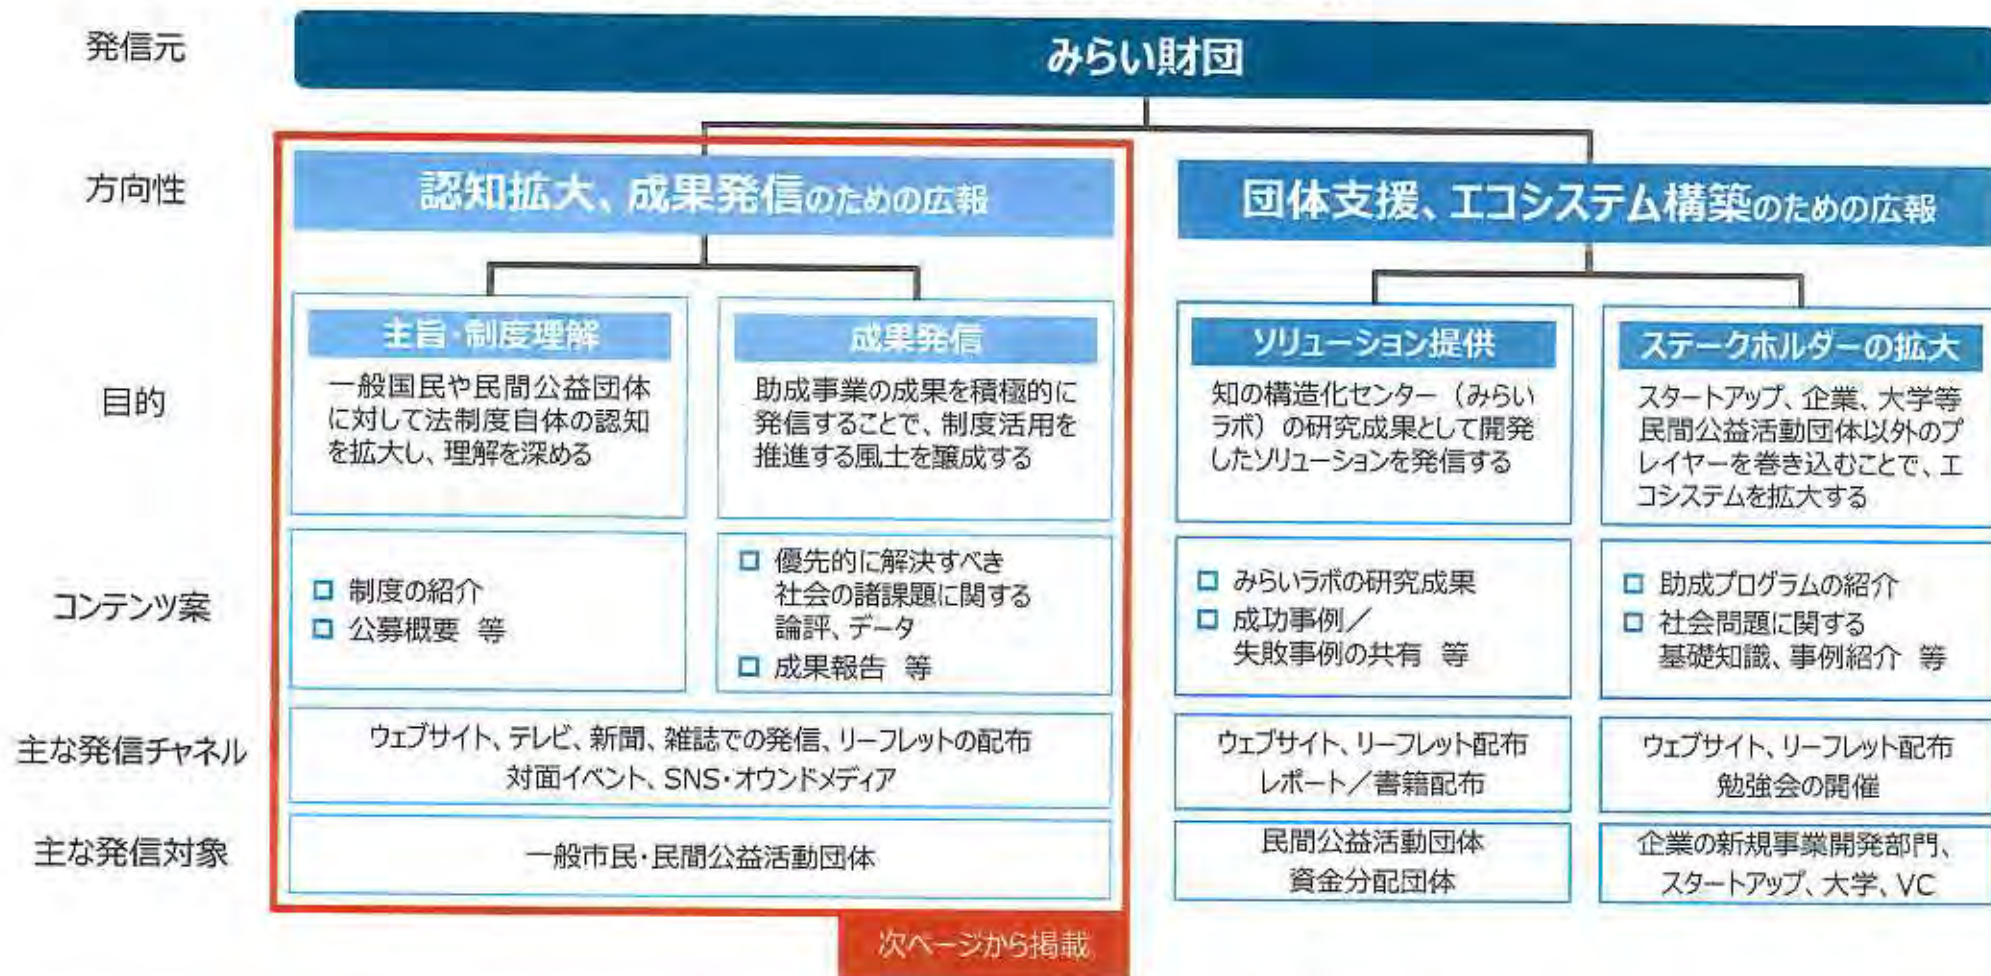 発信元
みらい財団
方向性
認知拡大、成果発信のための広報
団体支援、エコシステム構築のための広報
目的
主旨・制度理解
一般国民や民間公益団体
に対して法制度自体の認知
を拡大し、理解を深める
成果発信
助成事業の成果を積極的に
発信することで、制度活用を
推進する風土を醸成する
ソリューション提供
知の構造化センター（みらい
ラボ）の研究成果として開発
したソリューションを発信する
ステークホルダーの拡大
スタートアップ、企業、大学等
民間公益活動団体以外のプ
レイヤーを巻き込むことで、エ
コシステムを拡大する
コンテンツ案
□ 制度の紹介
□ 公募概要 等
□ 優先的に解決すべき
社会の諸課題に関する
論評、データ
□ 成果報告 等
□ みらいラボの研究成果
□ 成功事例／
失敗事例の共有 等
□ 助成プログラムの紹介
□ 社会問題に関する
基礎知識、事例紹介 等
主な発信チャネル
ウェブサイト、テレビ、新聞、雑誌での発信、リーフレットの配布
対面イベント、SNS・オウンドメディア
ウェブサイト、リーフレット配布
レポート／書籍配布
ウェブサイト、リーフレット配布
勉強会の開催
主な発信対象
一般市民・民間公益活動団体
民間公益活動団体
資金分配団体
企業の新規事業開発部門、
スタートアップ、大学、VC
次ページから掲載